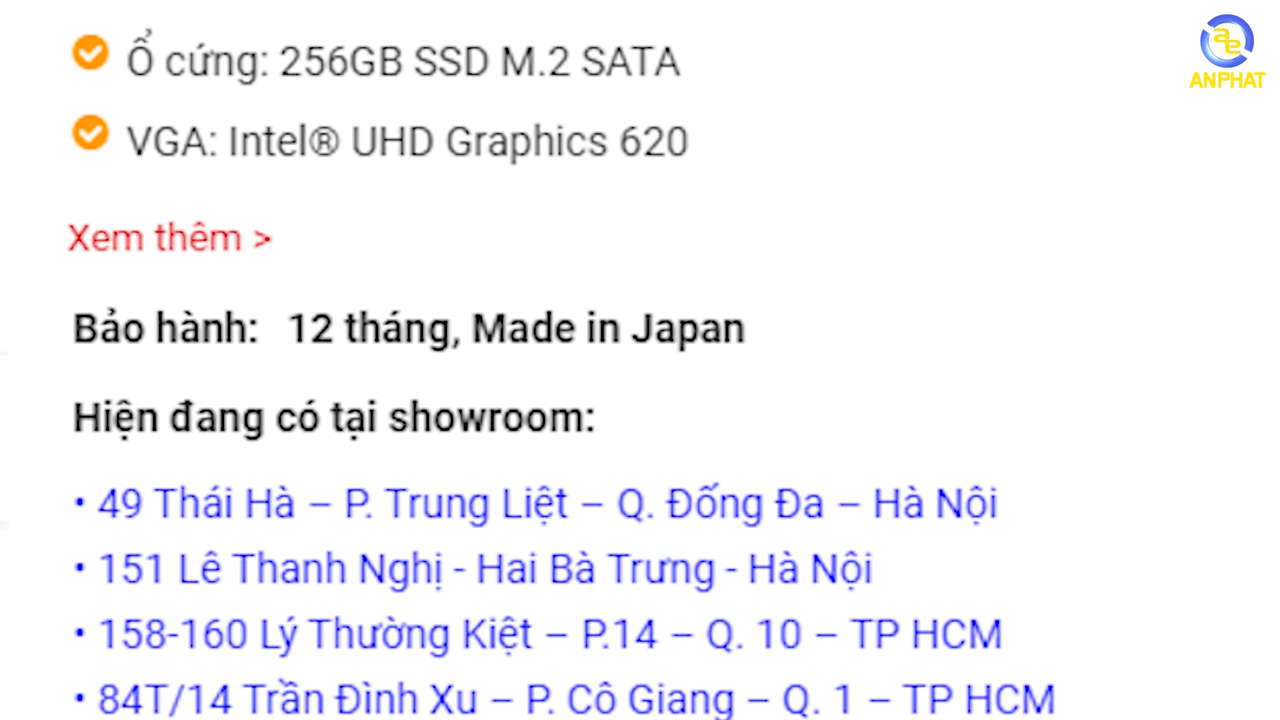 Ổ cứng: 256GB SSD M.2 SATA
VGA: Intel® UHD Graphics 620
Xem thêm >
Bảo hành: 12 tháng, Made in Japan
Hiện đang có tại showroom:
• 49 Thái Hà – P. Trung Liệt – Q. Đống Đa – Hà Nội
• 151 Lê Thanh Nghị - Hai Bà Trưng - Hà Nội
• 158-160 Lý Thường Kiệt – P.14 – Q. 10 – TP HCM
• 84T/14 Trần Đình Xu – P. Cô Giang – Q. 1 – TP HCM
ae
ANPHAT